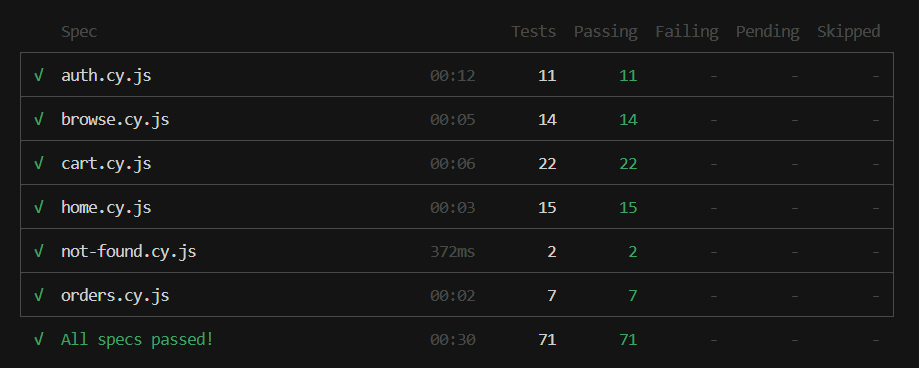 Spec Tests Passing Failing Pending Skipped
√ auth.cy.js 00:12 11 11 - - -
√ browse.cy.js 00:05 14 14 - - -
√ cart.cy.js 00:06 22 22 - - -
√ home.cy.js 00:03 15 15 - - -
√ not-found.cy.js 372ms 2 2 - - -
√ orders.cy.js 00:02 7 7 - - -
√ All specs passed! 00:30 71 71 - - -